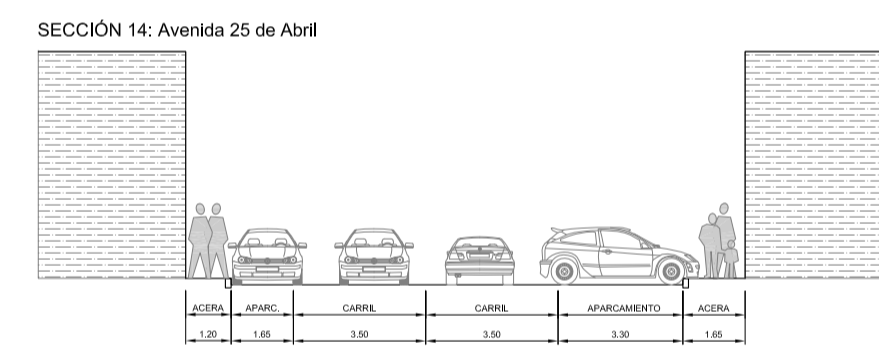 SECCIÓN 14: Avenida 25 de Abril
ACERA APARC. CARRIL CARRIL APARCAMIENTO ACERA
1.20 1.65 3.50 3.50 3.30 1.65